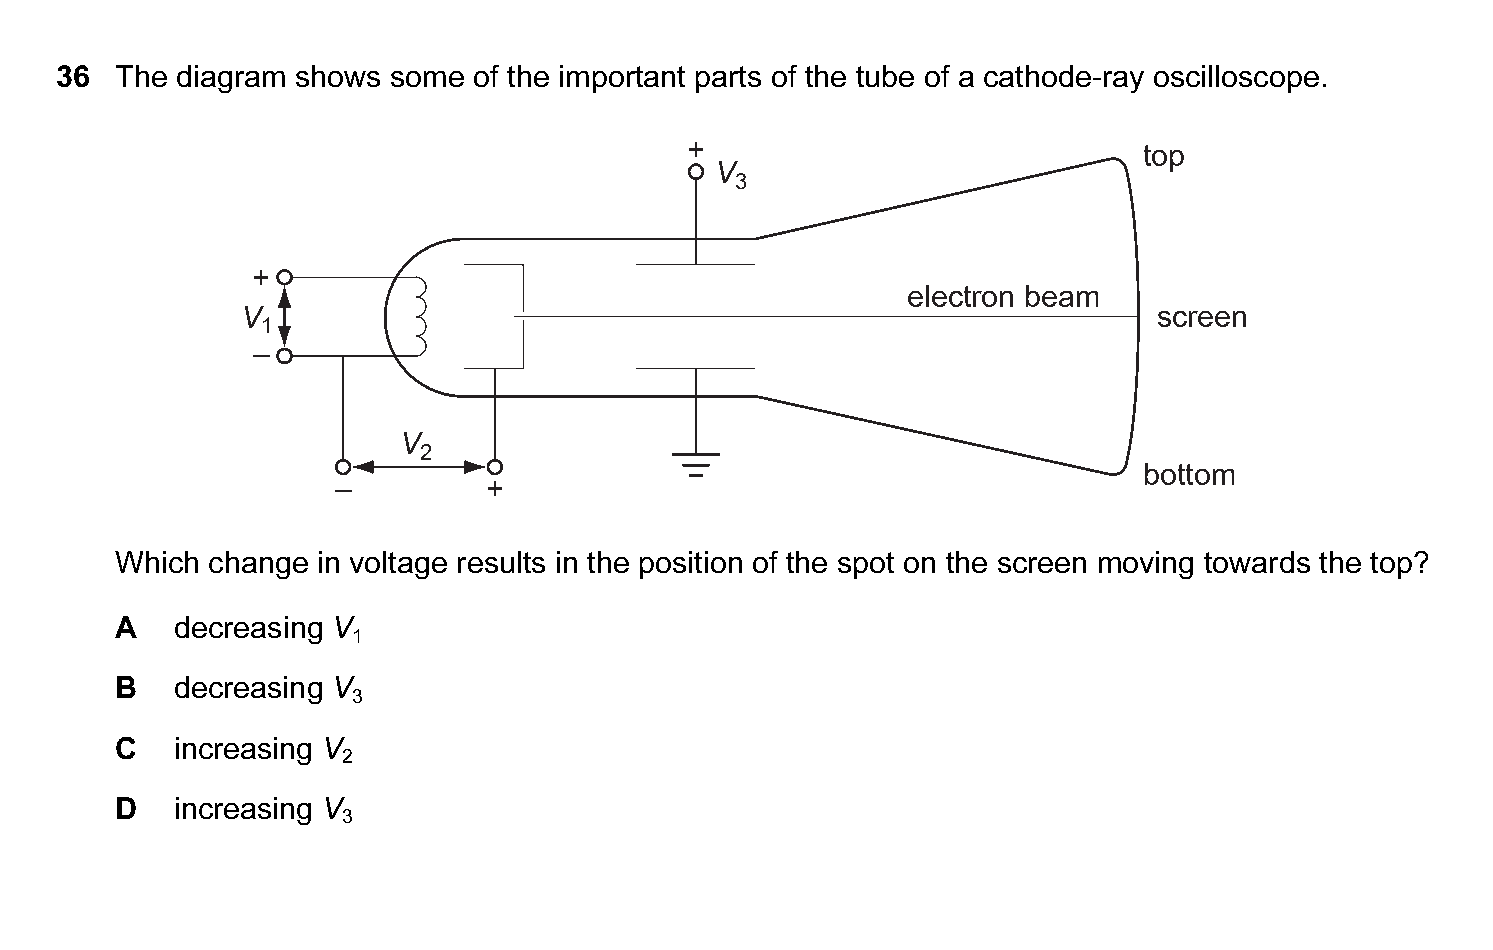 36 The diagram shows some of the important parts of the tube of a cathode-ray oscilloscope.
+
V3
top
+
V1
–
electron beam
screen
V2
–
+
bottom
Which change in voltage results in the position of the spot on the screen moving towards the top?
A decreasing V1
B decreasing V3
C increasing V2
D increasing V3